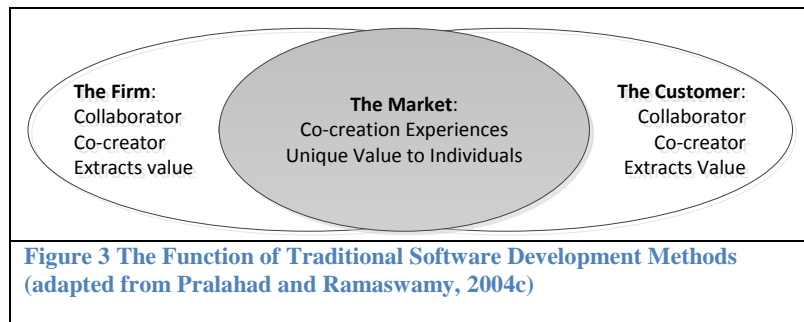 The Firm:
Collaborator
Co-creator
Extracts value
The Market:
Co-creation Experiences
Unique Value to Individuals
The Customer:
Collaborator
Co-creator
Extracts Value
Figure 3 The Function of Traditional Software Development Methods
(adapted from Pralahad and Ramaswamy, 2004c)